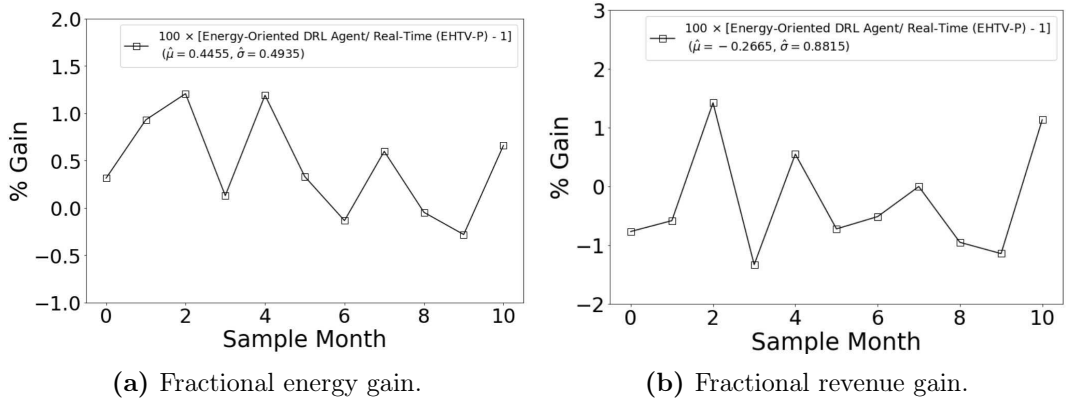 100 × [Energy-Oriented DRL Agent/ Real-Time (EHTV-P) - 1]
(μ̂ = 0.4455, σ̂ = 0.4935)
2.0
1.5
1.0
0.5
0.0
−0.5
−1.0
% Gain
0 2 4 6 8 10
Sample Month
(a) Fractional energy gain.
100 × [Energy-Oriented DRL Agent/ Real-Time (EHTV-P) - 1]
(μ̂ = − 0.2665, σ̂ = 0.8815)
3
2
1
0
−1
−2
% Gain
0 2 4 6 8 10
Sample Month
(b) Fractional revenue gain.